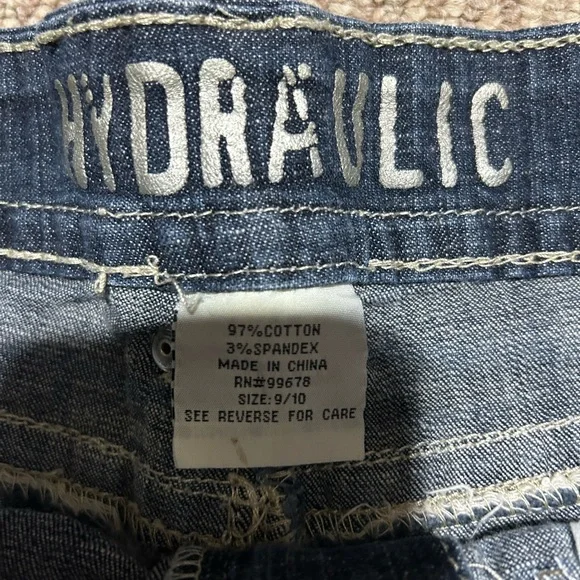 HYDRAULIC
97%COTTON
3%SPANDEX
MADE IN CHINA
RN#99678
SIZE:9/10
SEE REVERSE FOR CARE